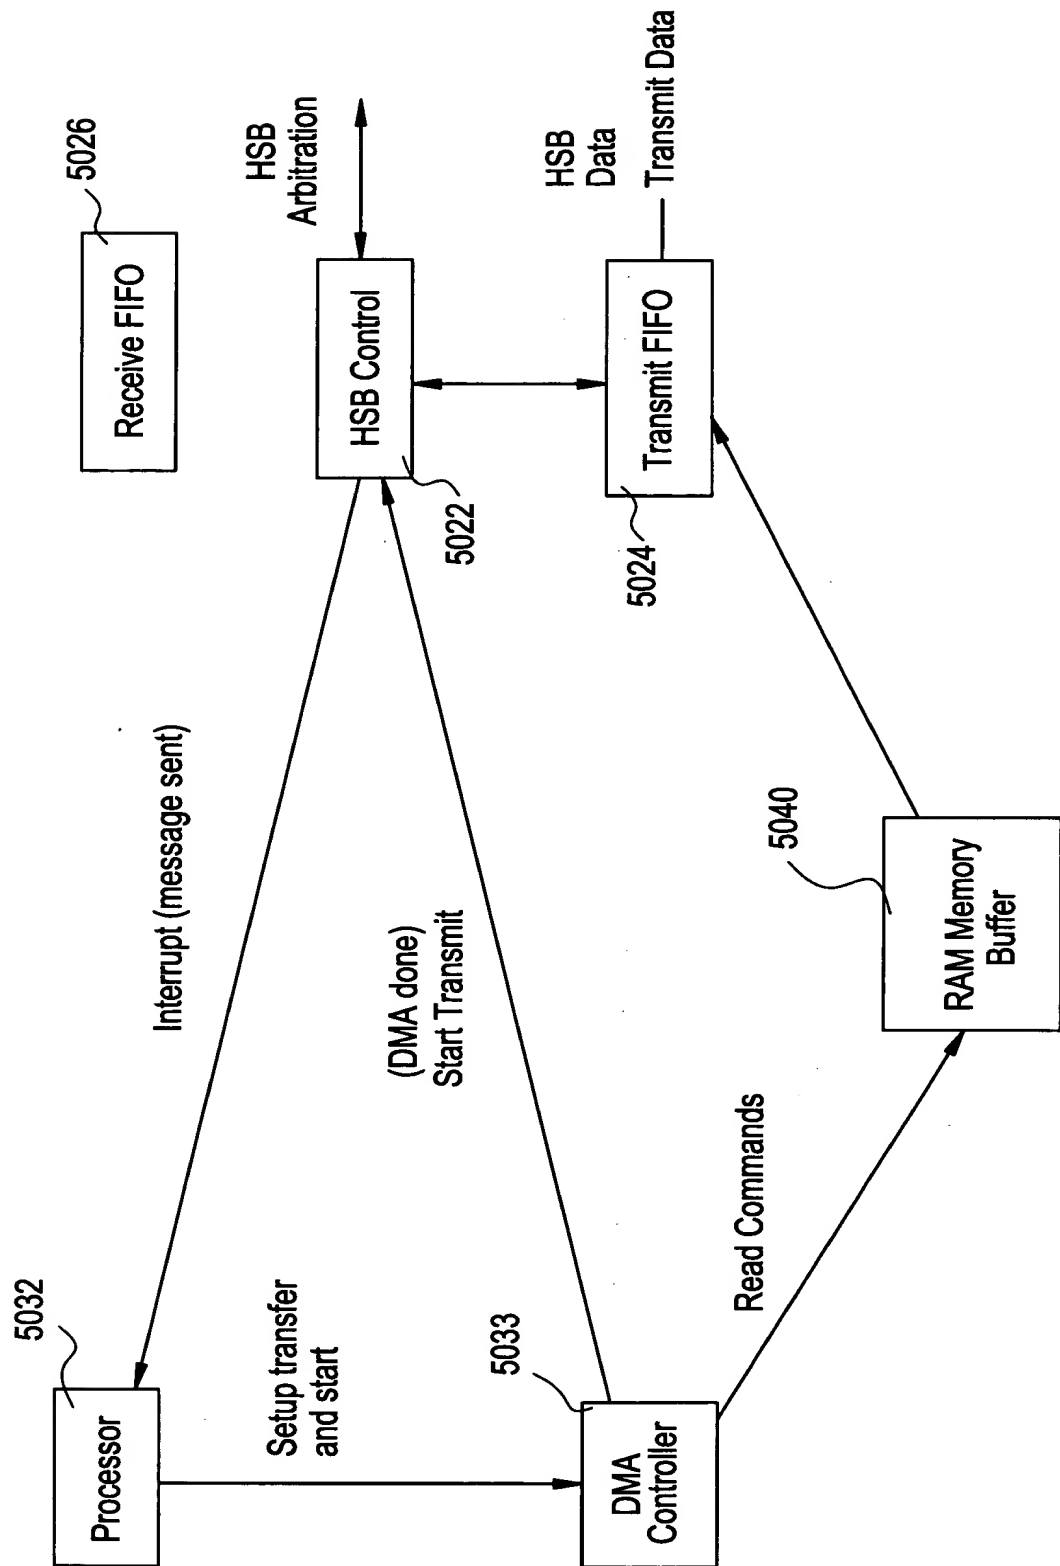 5032
Processor
Setup transfer
and start
5033
DMA
Controller
Read Commands
Interrupt (message sent)
(DMA done)
Start Transmit
5040
RAM Memory
Buffer
5026
Receive FIFO
HSB Control
5022
HSB
Arbitration
5024
Transmit FIFO
HSB
Data
Transmit Data